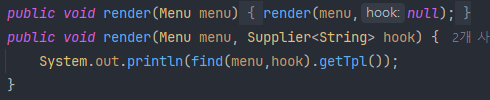 public void render(Menu menu) { render(menu, hook: null); }
public void render(Menu menu, Supplier<String> hook) { 2개 사
System.out.println(find(menu,hook).getTpl());
}